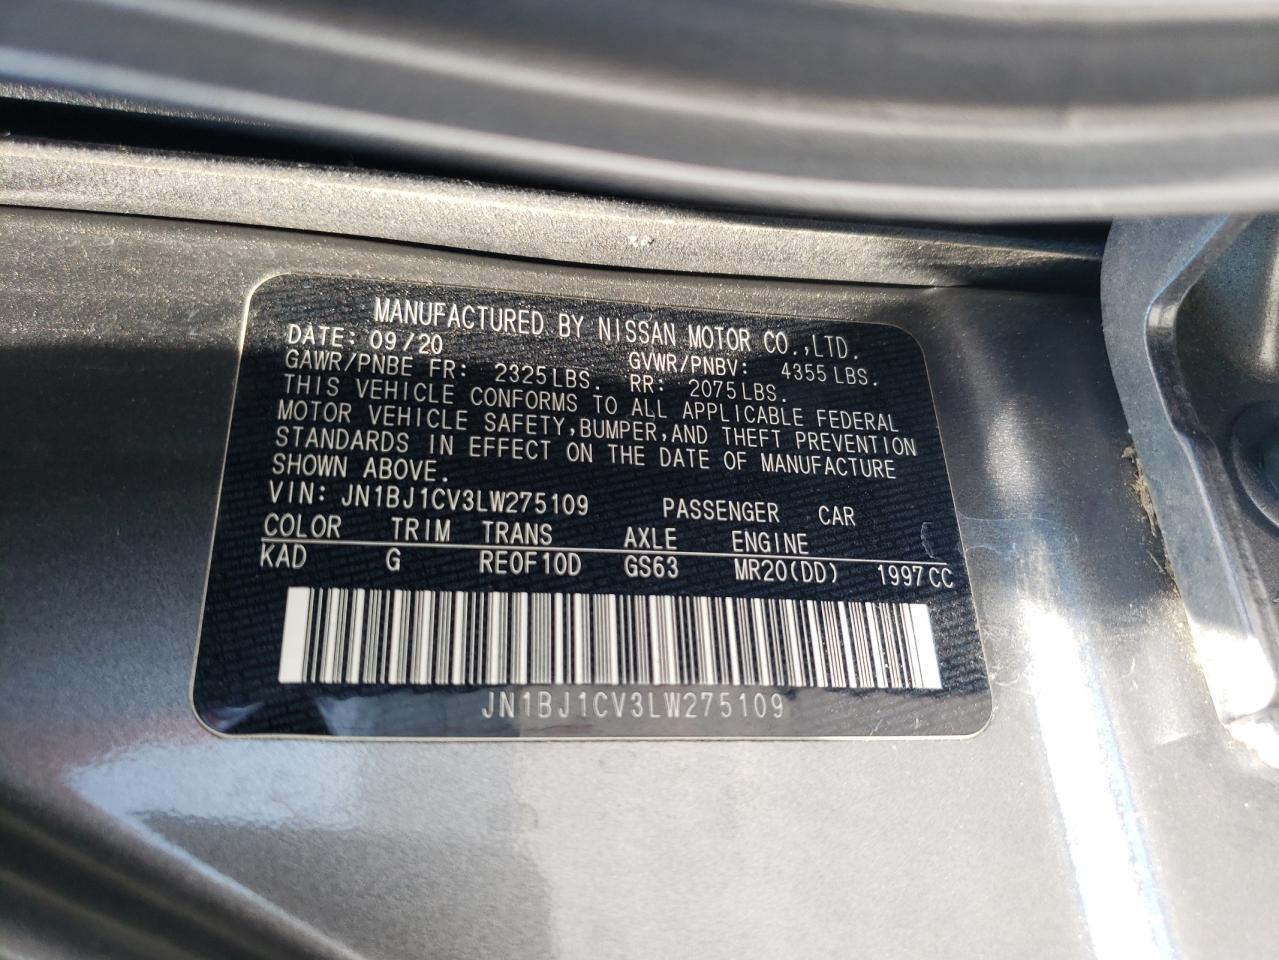 MANUFACTURED BY NISSAN MOTOR CO.,LTD.
DATE: 09/20 GVWR/PNBV: 4355 LBS.
GAWR/PNBE FR: 2325 LBS. RR: 2075 LBS.
THIS VEHICLE CONFORMS TO ALL APPLICABLE FEDERAL
MOTOR VEHICLE SAFETY, BUMPER, AND THEFT PREVENTION
STANDARDS IN EFFECT ON THE DATE OF MANUFACTURE
SHOWN ABOVE.
VIN: JN1BJ1CV3LW275109 PASSENGER CAR
COLOR TRIM TRANS AXLE ENGINE
KAD G RE0F10D GS63 MR20(DD) 1997 CC
JN1BJ1CV3LW275109